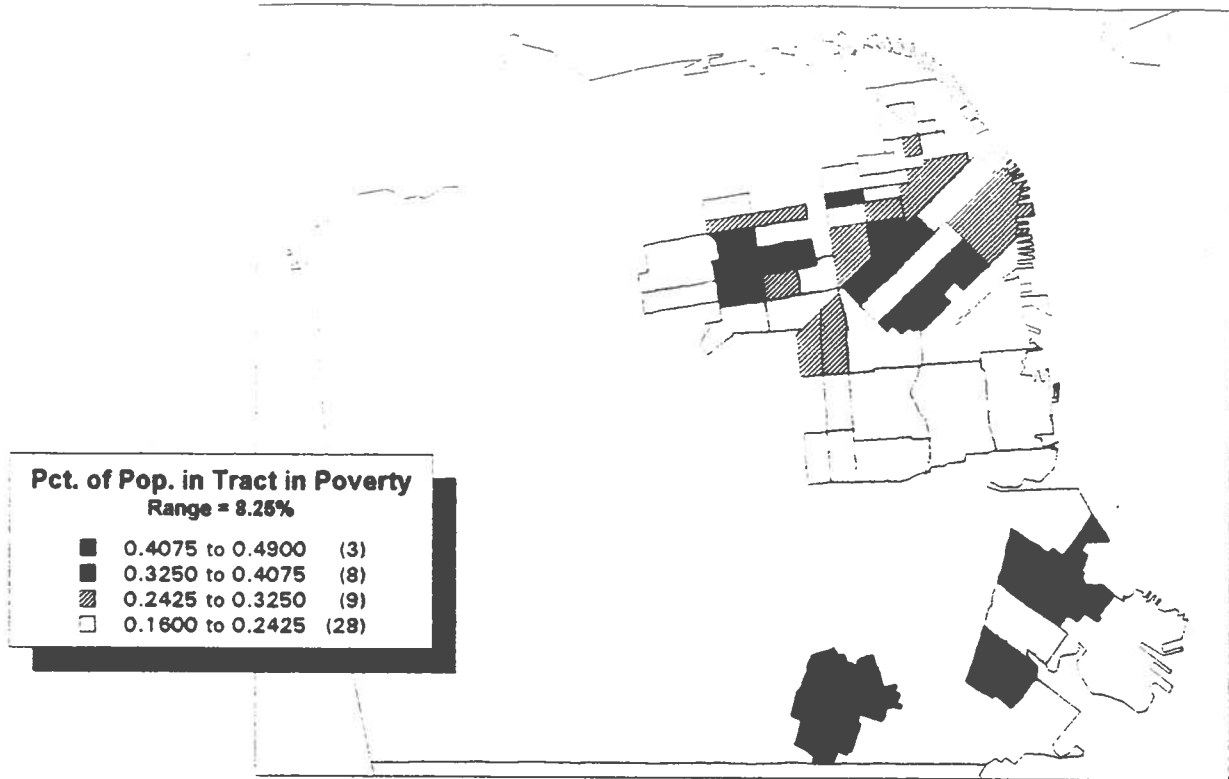 Pct. of Pop. in Tract in Poverty
Range = 8.25%
0.4075 to 0.4900 (3)
0.3250 to 0.4075 (8)
0.2425 to 0.3250 (9)
0.1600 to 0.2425 (28)